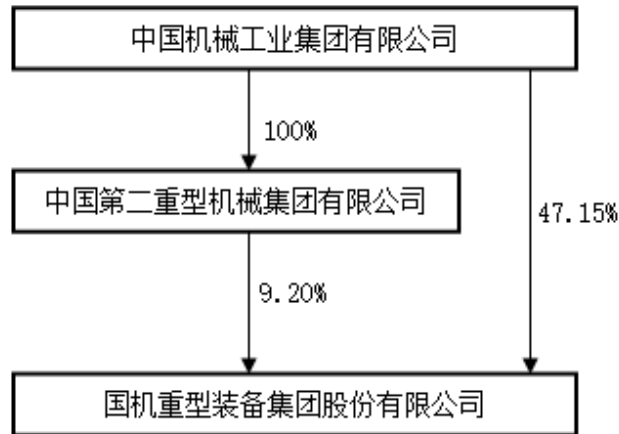 中国机械工业集团有限公司
100%
中国第二重型机械集团有限公司
47.15%
9.20%
国机重型装备集团股份有限公司